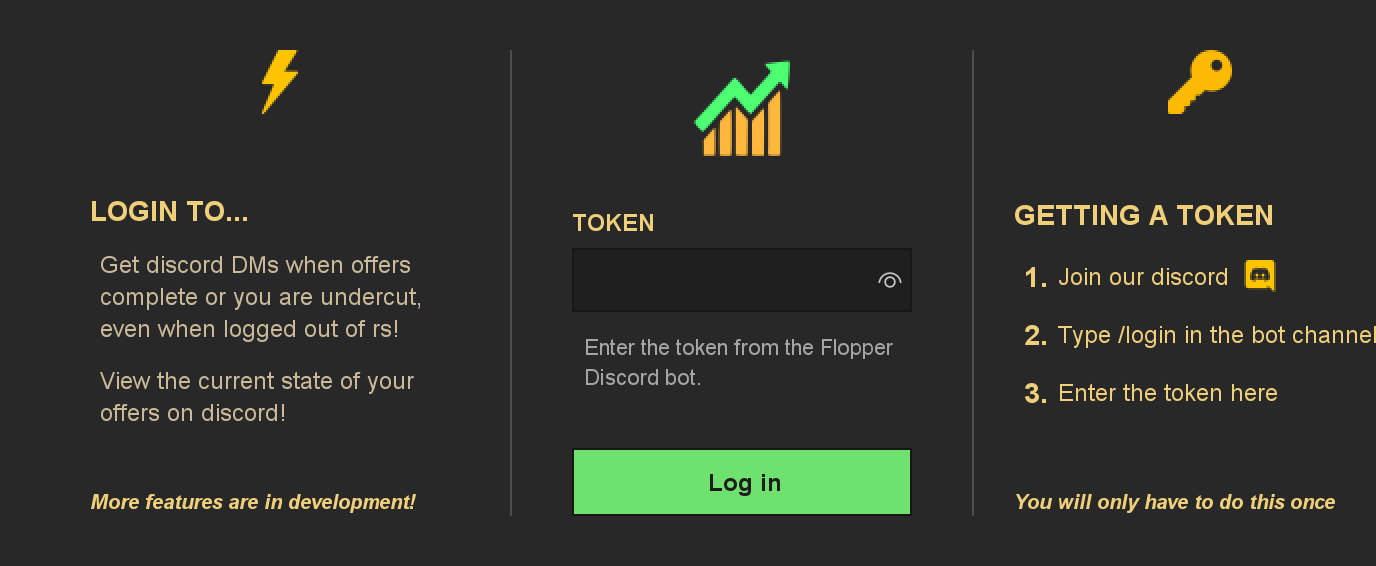 LOGIN TO...
Get discord DMs when offers
complete or you are undercut,
even when logged out of rs!
View the current state of your
offers on discord!
More features are in development!
TOKEN
Enter the token from the Flopper
Discord bot.
Log in
GETTING A TOKEN
1. Join our discord
2. Type /login in the bot channel
3. Enter the token here
You will only have to do this once